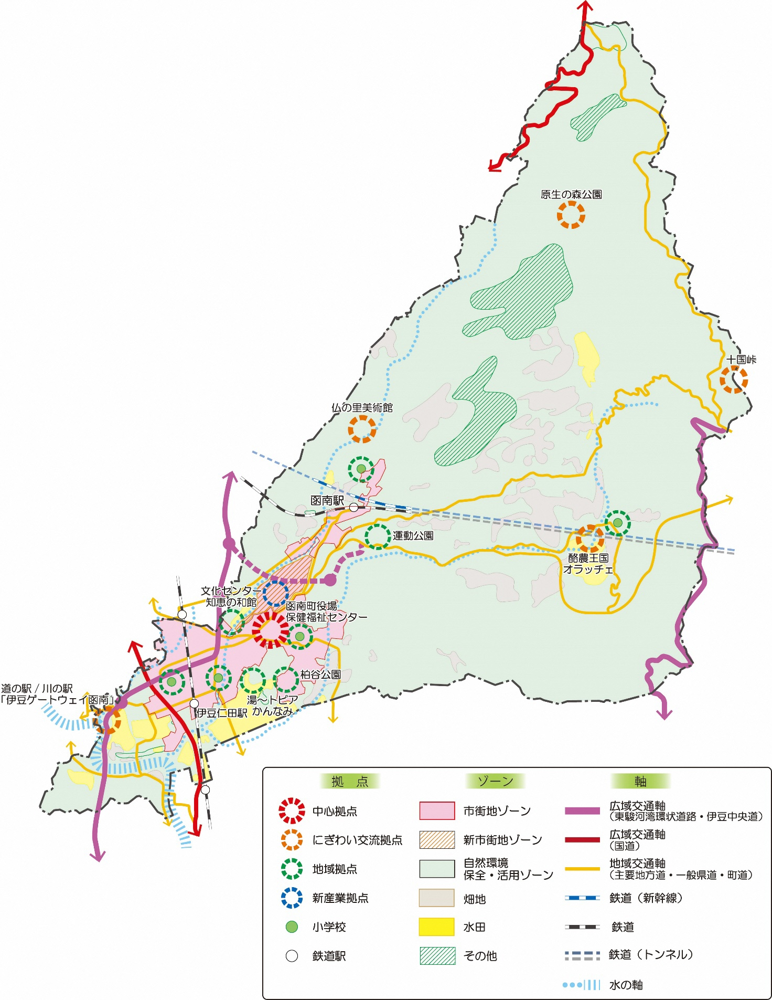 原生の森公園
十国峠
仏の里美術館
函南駅
運動公園
酪農王国
オラッチェ
文化センター
知恵の和館
函南町役場
保健福祉センター
柏谷公園
道の駅 / 川の駅
「伊豆ゲートウェイ函南」
湯〜トピア
かんなみ
伊豆仁田駅
拠 点
中心拠点
にぎわい交流拠点
地域拠点
新産業拠点
小学校
鉄道駅
ゾーン
市街地ゾーン
新市街地ゾーン
自然環境
保全・活用ゾーン
畑地
水田
その他
軸
広域交通軸
（東駿河湾環状道路・伊豆中央道）
広域交通軸
（国道）
地域交通軸
（主要地方道・一般県道・町道）
鉄道（新幹線）
鉄道
鉄道（トンネル）
水の軸